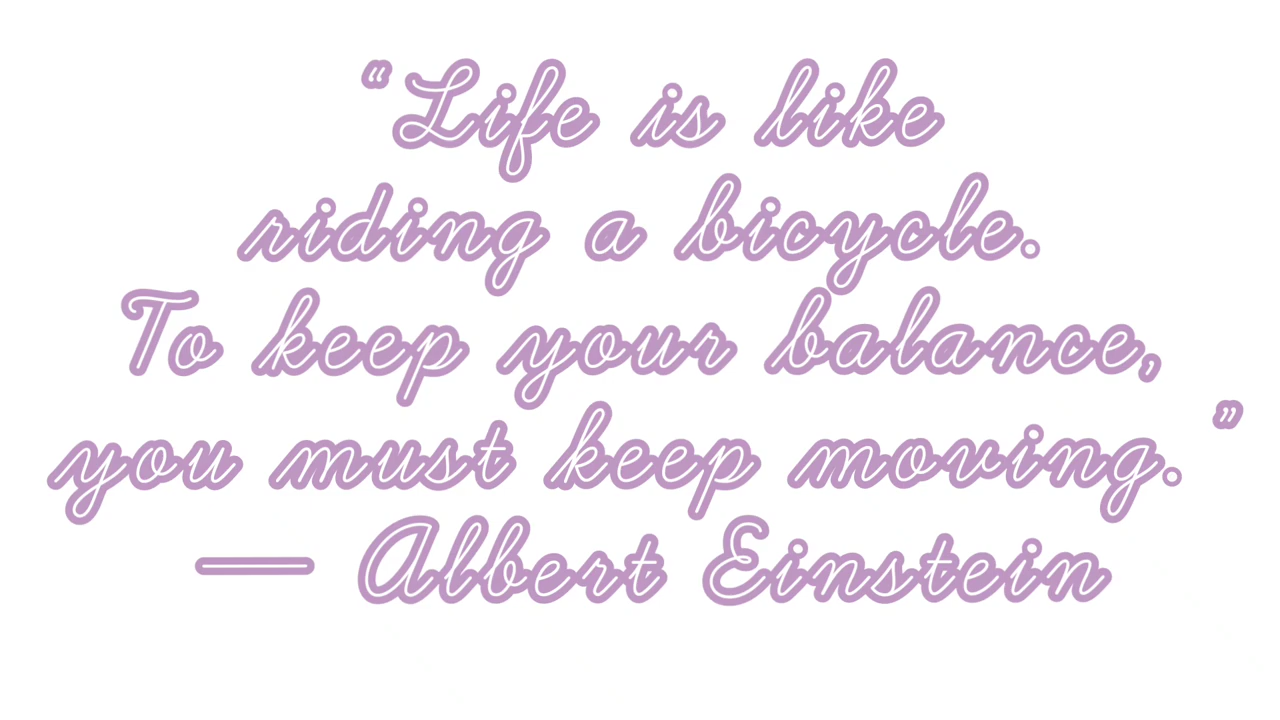 “Life is like
riding a bicycle.
To keep your balance,
you must keep moving.”
— Albert Einstein